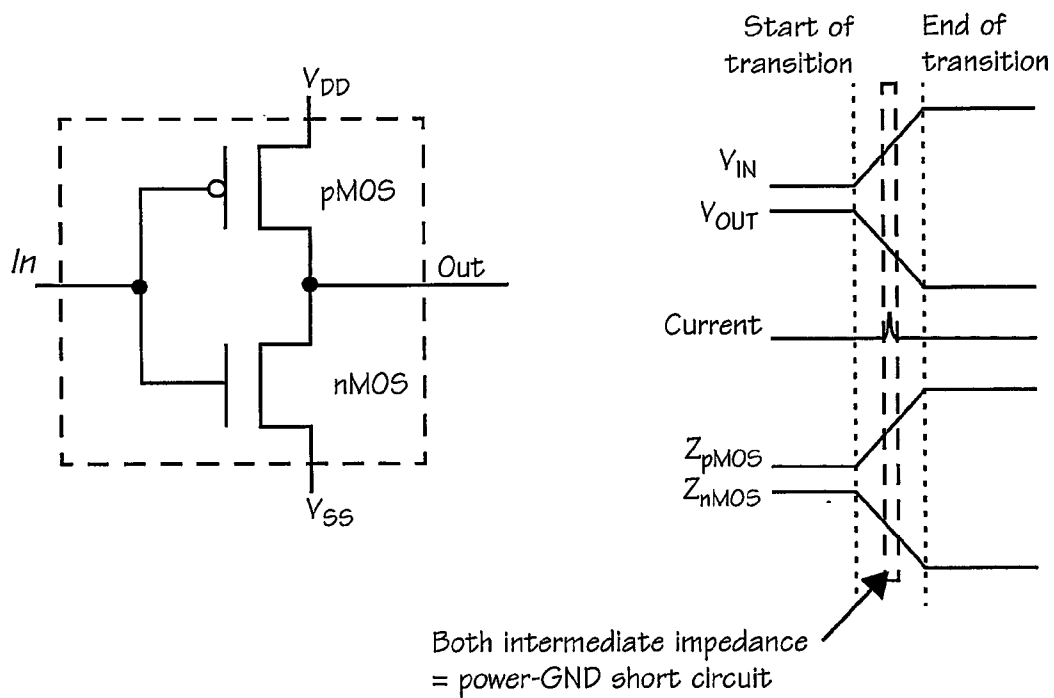 V_DD
pMOS
In
Out
nMOS
V_SS
Start of
transition
End of
transition
V_IN
V_OUT
Current
Z_pMOS
Z_nMOS
Both intermediate impedance
= power-GND short circuit